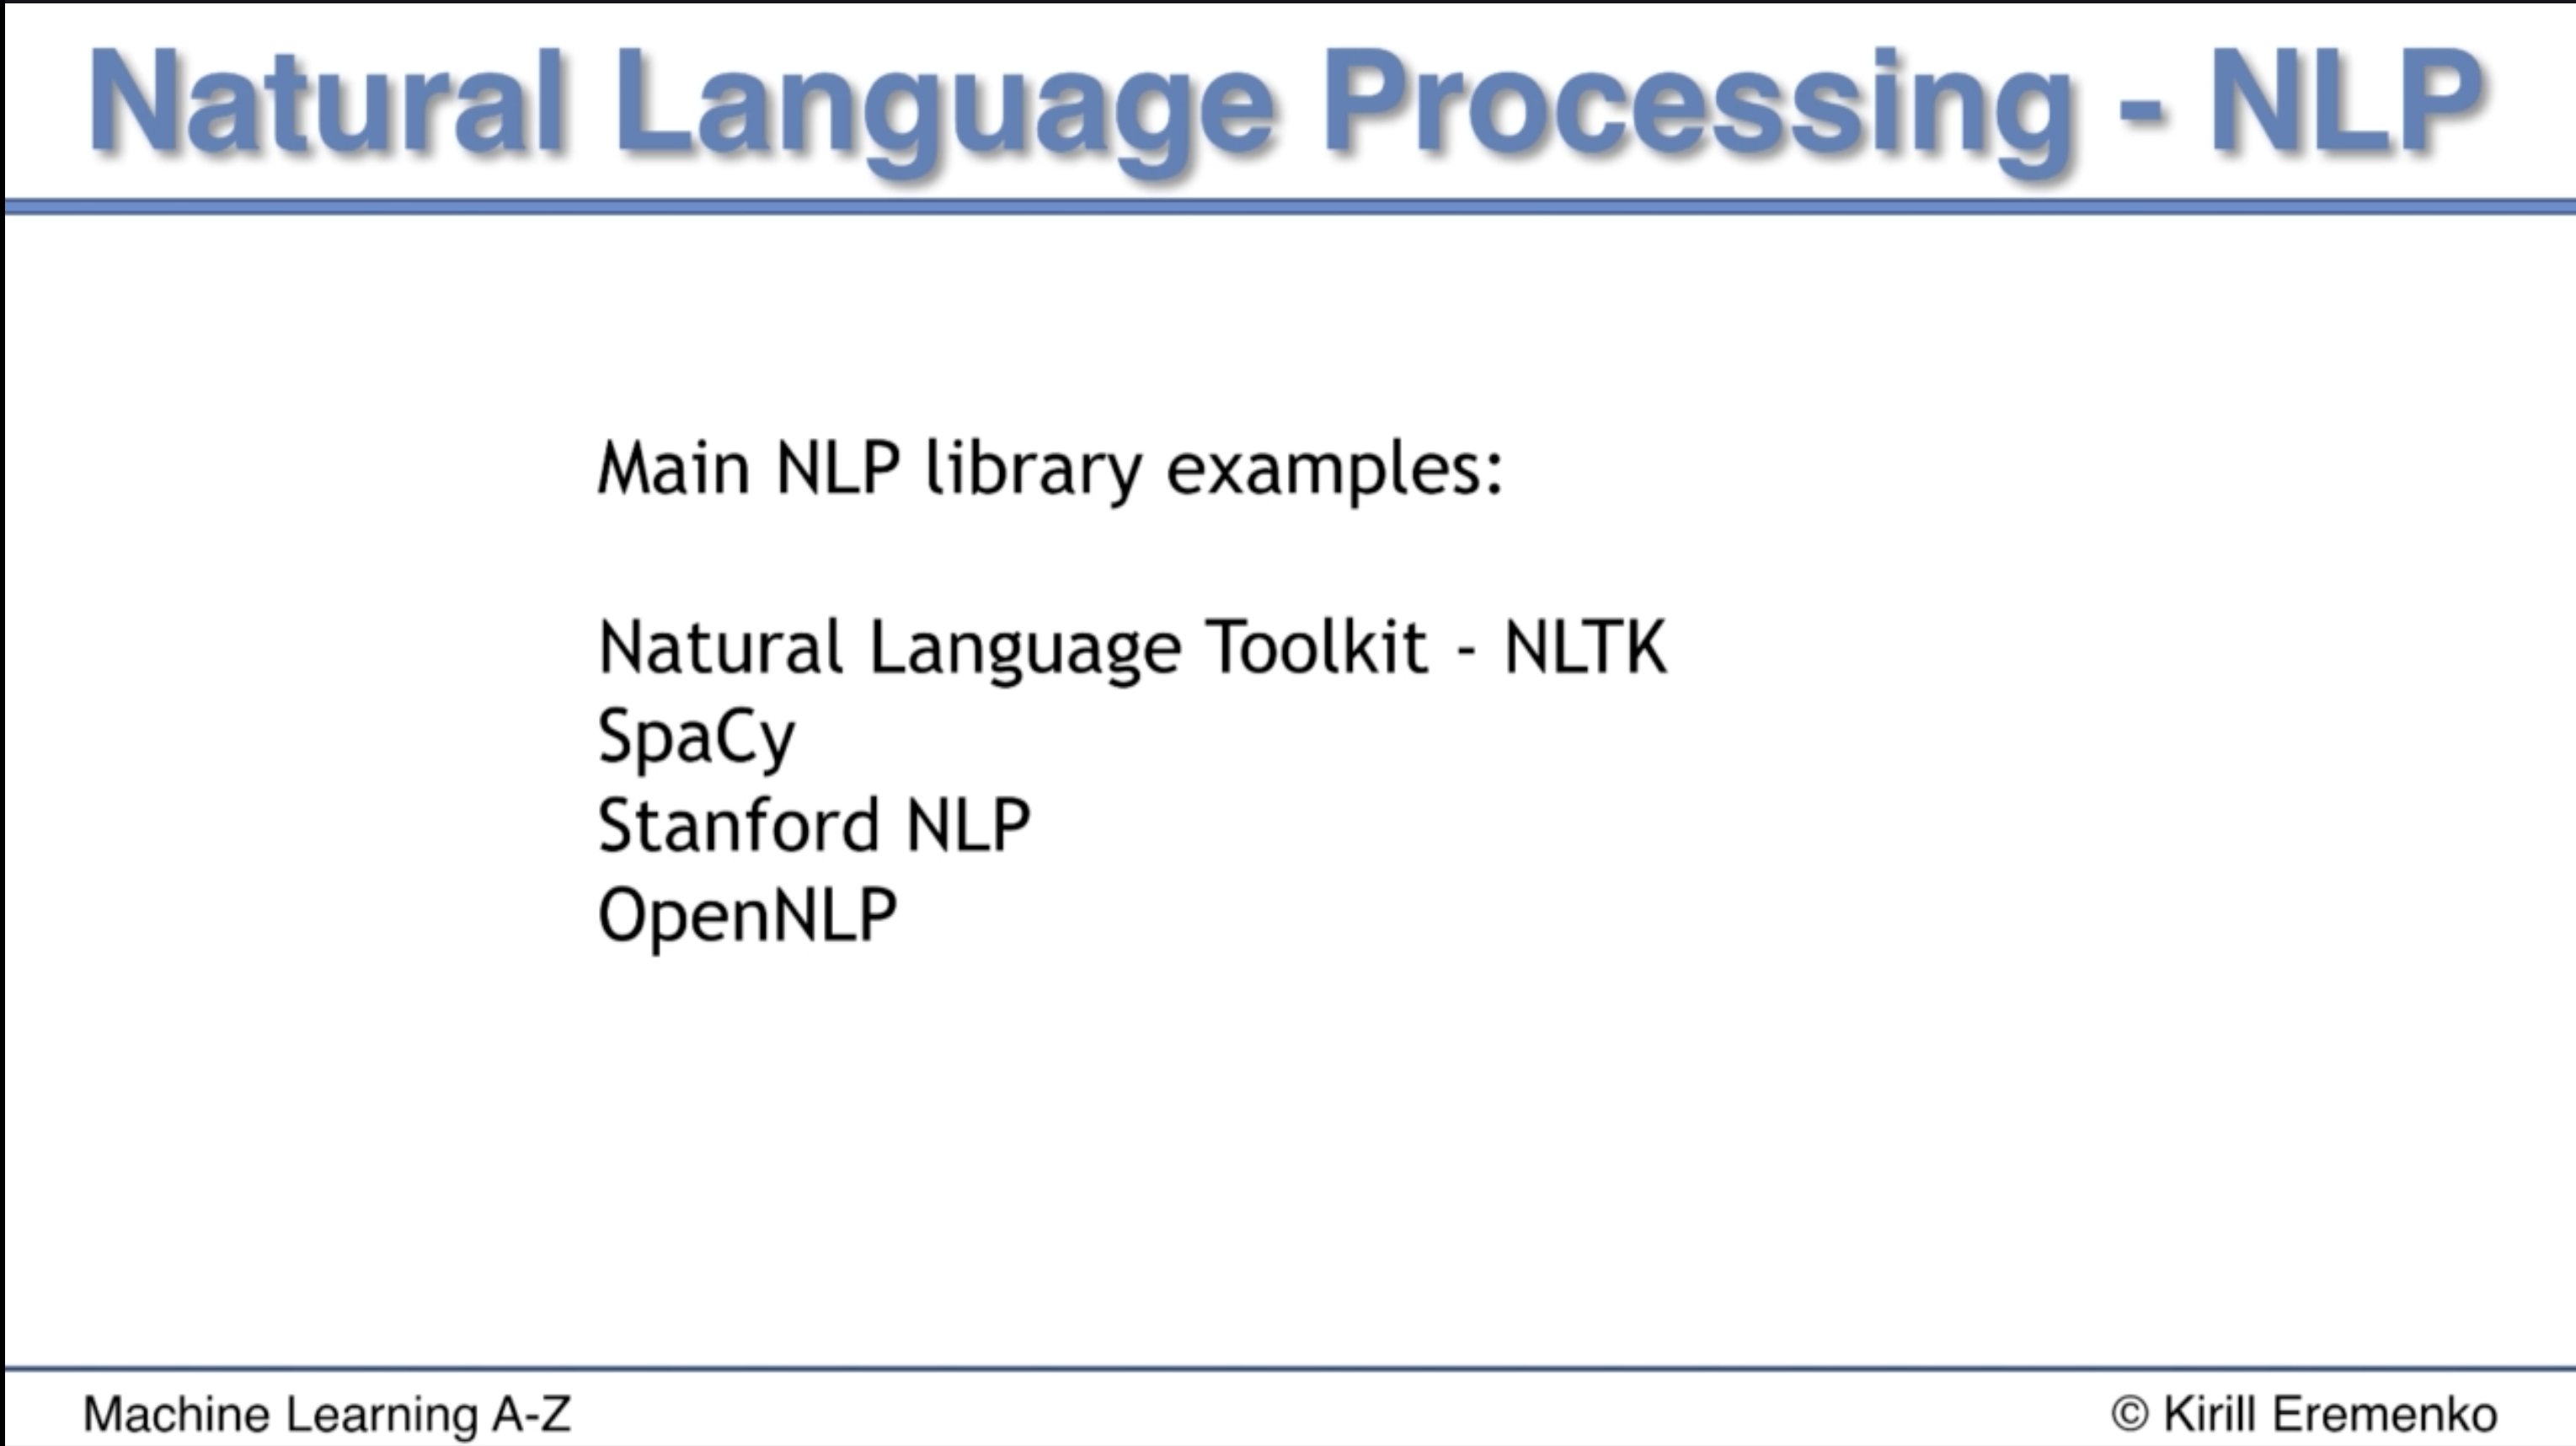 Natural Language Processing - NLP
Main NLP library examples:
Natural Language Toolkit - NLTK
SpaCy
Stanford NLP
OpenNLP
Machine Learning A-Z
© Kirill Eremenko